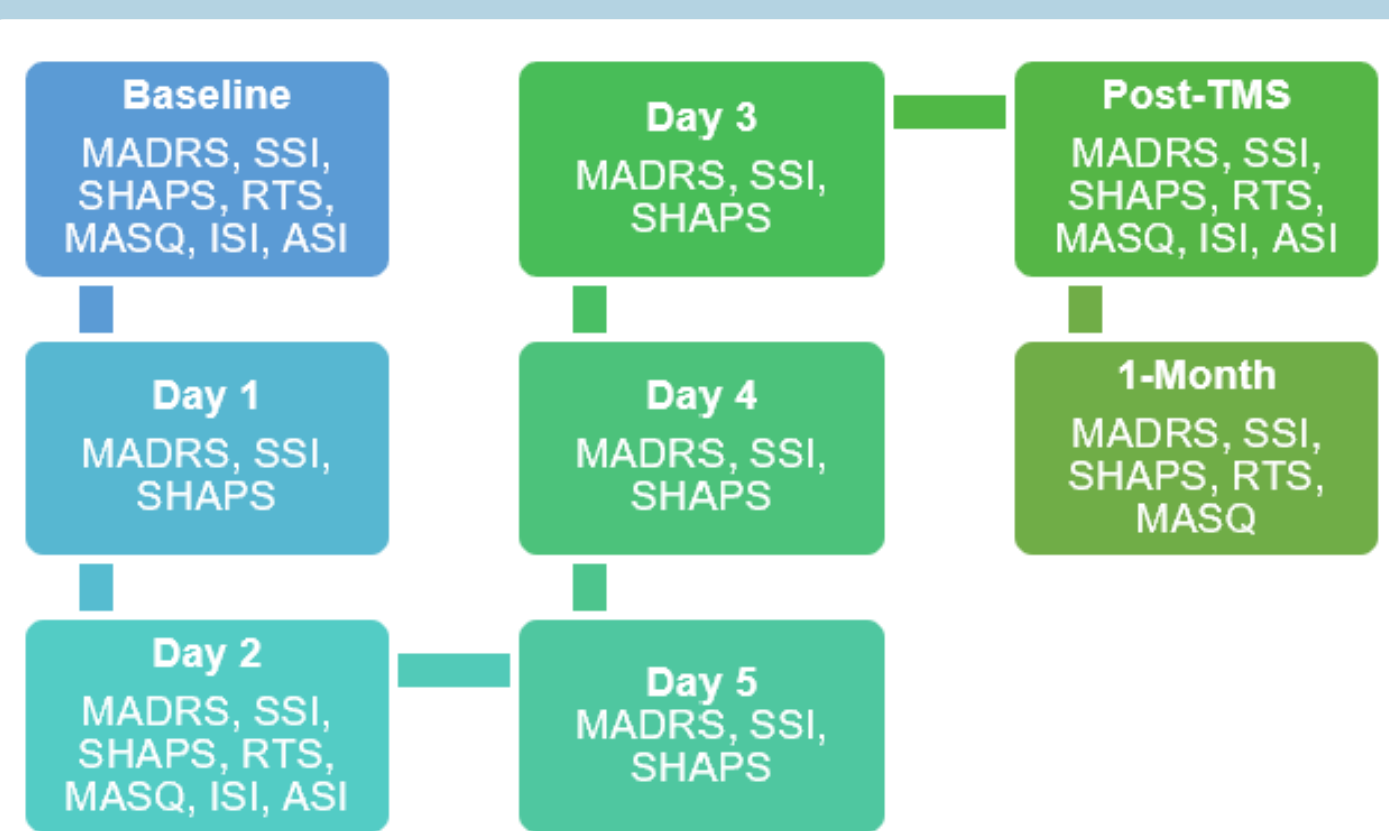 Baseline
MADRS, SSI,
SHAPS, RTS,
MASQ, ISI, ASI
Day 1
MADRS, SSI,
SHAPS
Day 2
MADRS, SSI,
SHAPS, RTS,
MASQ, ISI, ASI
Day 5
MADRS, SSI,
SHAPS
Day 4
MADRS, SSI,
SHAPS
Day 3
MADRS, SSI,
SHAPS
Post-TMS
MADRS, SSI,
SHAPS, RTS,
MASQ, ISI, ASI
1-Month
MADRS, SSI,
SHAPS, RTS,
MASQ